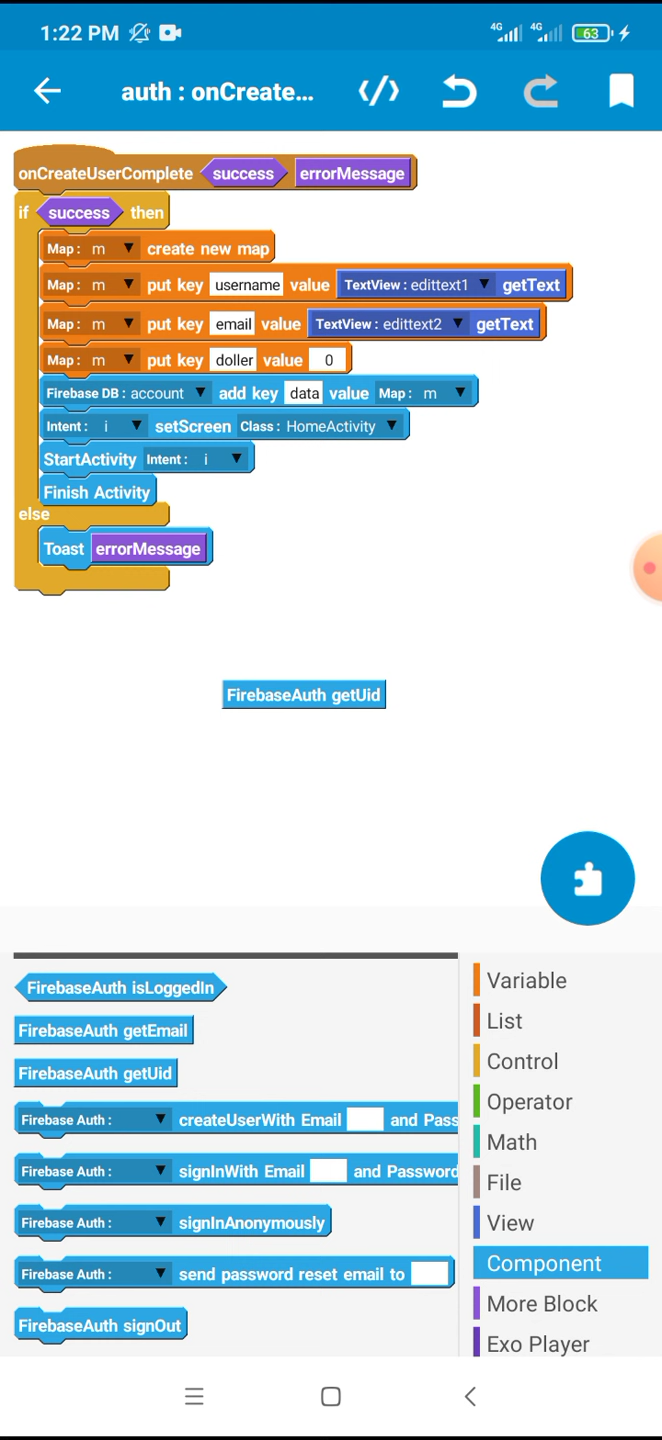 1:22 PM 4G 4G 63
auth : onCreate...
onCreateUserComplete success errorMessage
if success then
Map : m create new map
Map : m put key username value TextView : edittext1 getText
Map : m put key email value TextView : edittext2 getText
Map : m put key doller value 0
Firebase DB : account add key data value Map : m
Intent : i setScreen Class : HomeActivity
StartActivity Intent : i
Finish Activity
else
Toast errorMessage
FirebaseAuth getUid
FirebaseAuth isLoggedIn
FirebaseAuth getEmail
FirebaseAuth getUid
Firebase Auth : createUserWith Email and Pass
Firebase Auth : signInWith Email and Password
Firebase Auth : signInAnonymously
Firebase Auth : send password reset email to
FirebaseAuth signOut
Variable
List
Control
Operator
Math
File
View
Component
More Block
Exo Player